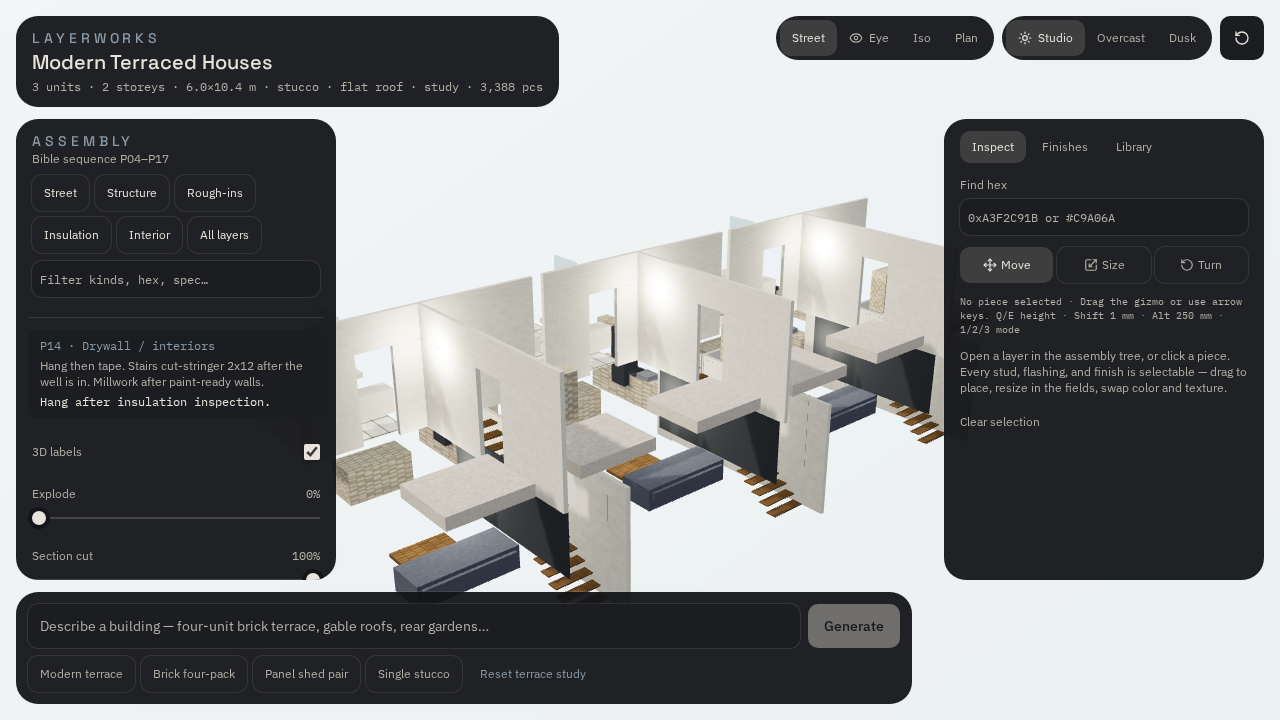 LAYERWORKS
Modern Terraced Houses
3 units · 2 storeys · 6.0×10.4 m · stucco · flat roof · study · 3,388 pcs
Street
Eye
Iso
Plan
Studio
Overcast
Dusk
ASSEMBLY
Bible sequence P04–P17
Street
Structure
Rough-ins
Insulation
Interior
All layers
Filter kinds, hex, spec…
P14 · Drywall / interiors
Hang then tape. Stairs cut-stringer 2x12 after the
well is in. Millwork after paint-ready walls.
Hang after insulation inspection.
3D labels
Explode
0%
Section cut
100%
Inspect
Finishes
Library
Find hex
0xA3F2C91B or #C9A06A
Move
Size
Turn
No piece selected · Drag the gizmo or use arrow
keys. Q/E height · Shift 1 mm · Alt 250 mm ·
1/2/3 mode
Open a layer in the assembly tree, or click a piece.
Every stud, flashing, and finish is selectable — drag to
place, resize in the fields, swap color and texture.
Clear selection
Describe a building — four-unit brick terrace, gable roofs, rear gardens…
Generate
Modern terrace
Brick four-pack
Panel shed pair
Single stucco
Reset terrace study